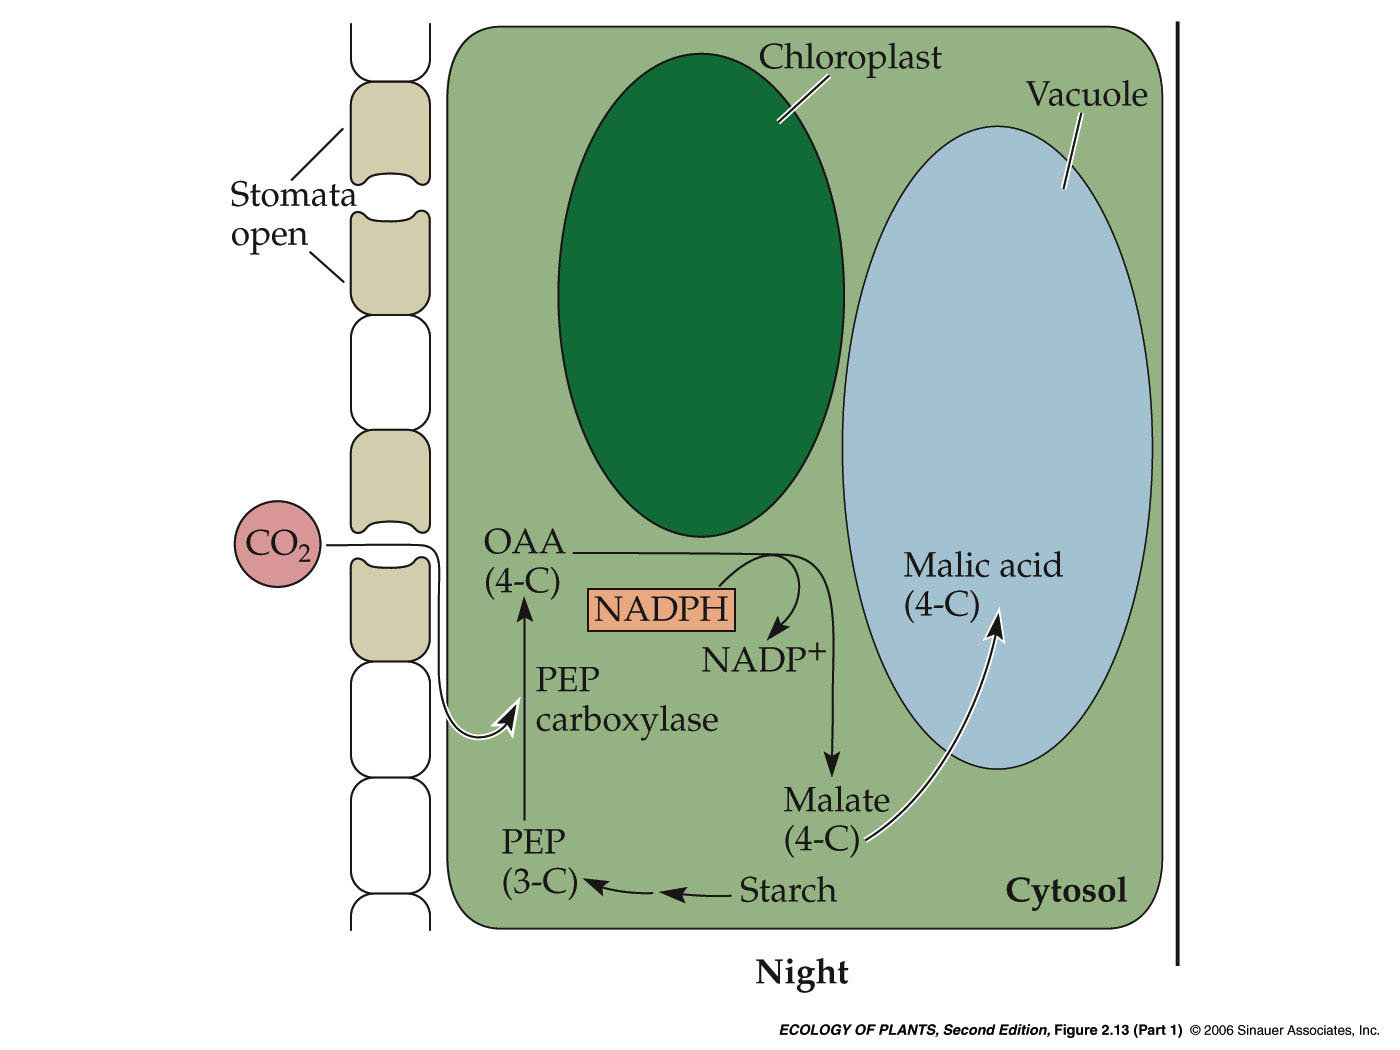 Chloroplast
Vacuole
Stomata
open
CO₂
OAA
(4-C)
NADPH
NADP⁺
Malic acid
(4-C)
PEP
carboxylase
Malate
(4-C)
PEP
(3-C)
Starch
Cytosol
Night
ECOLOGY OF PLANTS, Second Edition, Figure 2.13 (Part 1) © 2006 Sinauer Associates, Inc.